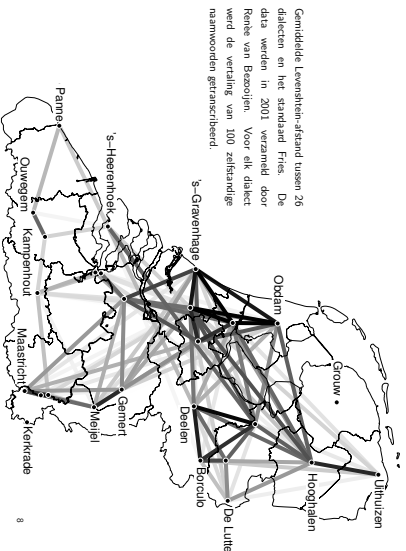 Gemiddelde Levenshtein-afstand tussen 26
dialecten en het standaard Fries. De
data werden in 2001 verzameld door
Renée van Bezooijen. Voor elk dialect
werd de vertaling van 100 zelfstandige
naamwoorden getranscribeerd.
Panne
's-Heerenhoek
's-Gravenhage
Obdam
Grouw
Ouwegem
Kampenhout
Maastricht
Kerkrade
Meijel
Gemert
Deelen
Borculo
De Lutte
Hooghalen
Uithuizen
8